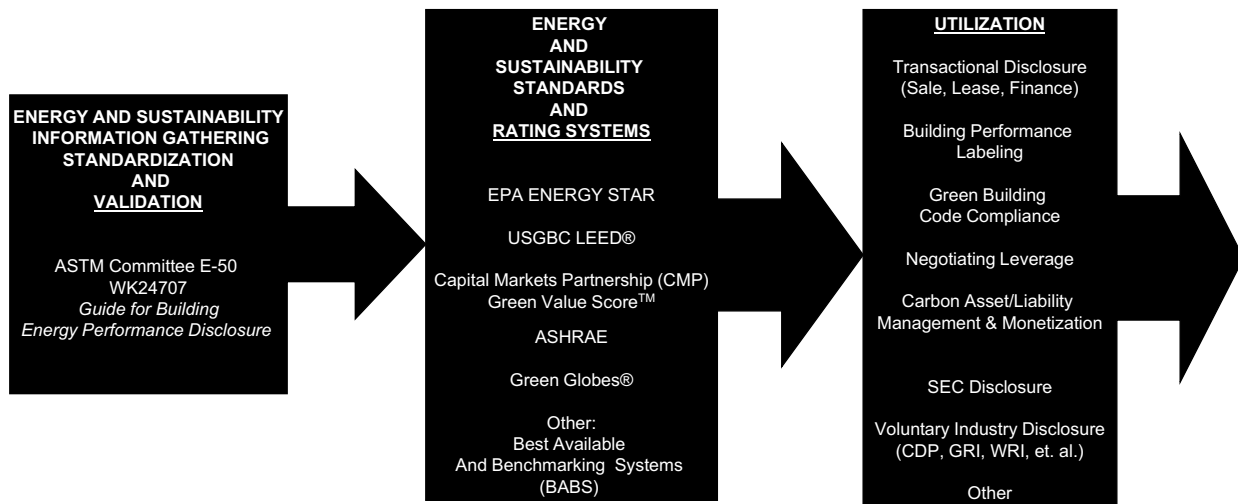 ENERGY AND SUSTAINABILITY
INFORMATION GATHERING
STANDARDIZATION
AND
VALIDATION
ASTM Committee E-50
WK24707
Guide for Building
Energy Performance Disclosure
ENERGY
AND
SUSTAINABILITY
STANDARDS
AND
RATING SYSTEMS
EPA ENERGY STAR
USGBC LEED®
Capital Markets Partnership (CMP)
Green Value Score™
ASHRAE
Green Globes®
Other:
Best Available
And Benchmarking Systems
(BABS)
UTILIZATION
Transactional Disclosure
(Sale, Lease, Finance)
Building Performance
Labeling
Green Building
Code Compliance
Negotiating Leverage
Carbon Asset/Liability
Management & Monetization
SEC Disclosure
Voluntary Industry Disclosure
(CDP, GRI, WRI, et. al.)
Other